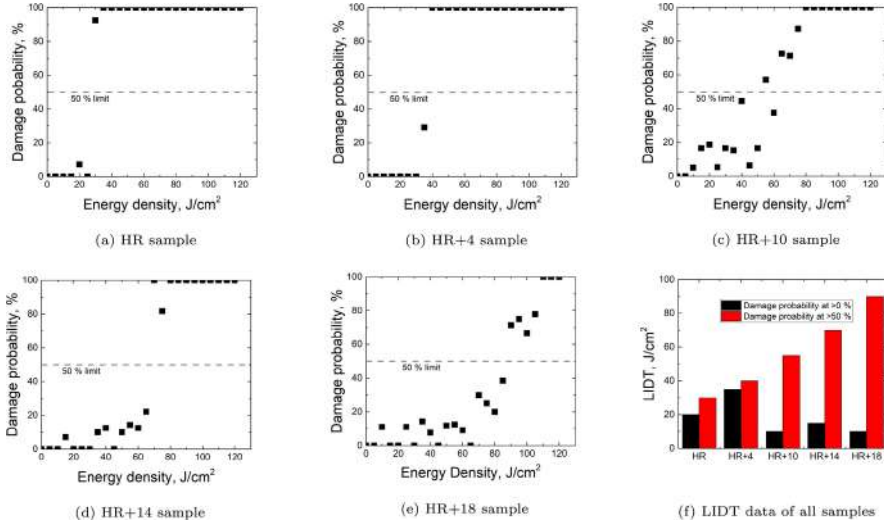 Damage pobability, %
100
80
60
40
20
0
50 % limit
0 20 40 60 80 100 120
Energy density, J/cm²
(a) HR sample
Damage probability, %
100
80
60
40
20
0
50 % limit
0 20 40 60 80 100 120
Energy density, J/cm²
(b) HR+4 sample
Damage probability, %
100
80
60
40
20
0
50 % limit
0 20 40 60 80 100 120
Energy density, J/cm²
(c) HR+10 sample
Damage probability, %
100
80
60
40
20
0
50 % limit
0 20 40 60 80 100 120
Energy density, J/cm²
(d) HR+14 sample
Damage probability, %
100
80
60
40
20
0
50 % limit
0 20 40 60 80 100 120
Energy Density, J/cm²
(e) HR+18 sample
LIDT, J/cm²
100
80
60
40
20
0
Damage probability at >0 %
Damage proability at >50 %
HR HR+4 HR+10 HR+14 HR+18
(f) LIDT data of all samples